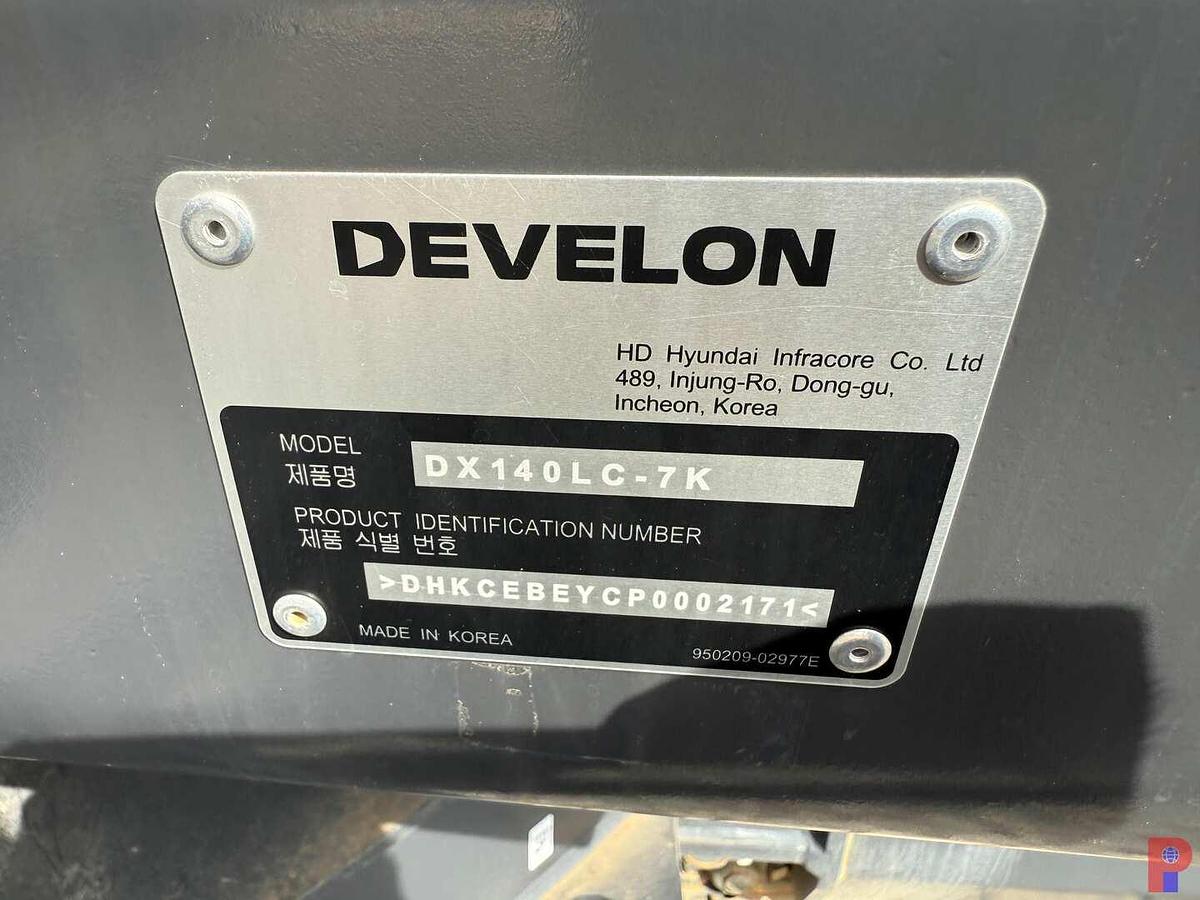 DEVELON
HD Hyundai Infracore Co. Ltd
489, Injung-Ro, Dong-gu,
Incheon, Korea
MODEL
제품명
DX140LC-7K
PRODUCT IDENTIFICATION NUMBER
제품 식별 번호
>DHKCEBEYCP0002171<
MADE IN KOREA
950209-02977E